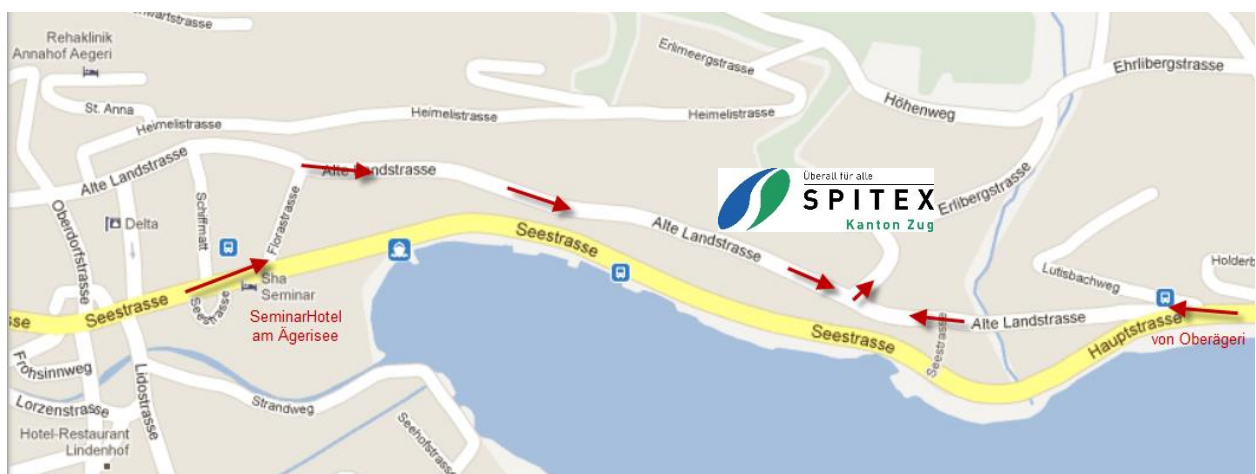 Rehaklinik
Annahof Aegeri
St. Anna
Heimelistrasse
Heimelistrasse
Heimelistrasse
Erlimeergstrasse
Höhenweg
Ehrlibergstrasse
Alte Landstrasse
Alte Landstrasse
Überall für alle
SPITEX
Kanton Zug
Erlibergstrasse
Oberdorfstrasse
Delta
Schiffmatt
Florastrasse
Alte Landstrasse
Lutisbachweg
Seestrasse
Seestrasse
Sha
Seminar
Seestrasse
SeminarHotel
am Ägerisee
Seestrasse
Seestrasse
Alte Landstrasse
Hauptstrasse
von Oberägeri
Frohsinnweg
Lorzenstrasse
Lidostrasse
Strandweg
Seehofstrasse
Hotel-Restaurant
Lindenhof